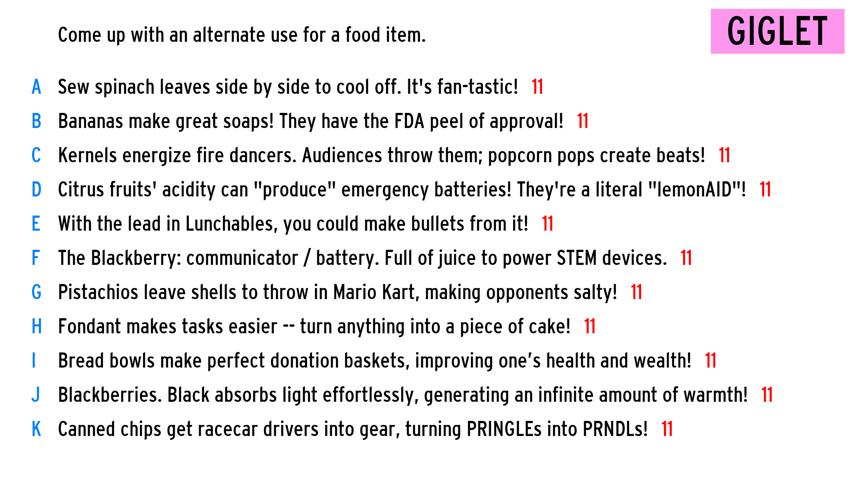 GIGLET
Come up with an alternate use for a food item.
A Sew spinach leaves side by side to cool off. It's fan-tastic! 11
B Bananas make great soaps! They have the FDA peel of approval! 11
C Kernels energize fire dancers. Audiences throw them; popcorn pops create beats! 11
D Citrus fruits' acidity can "produce" emergency batteries! They're a literal "lemonAID"! 11
E With the lead in Lunchables, you could make bullets from it! 11
F The Blackberry: communicator / battery. Full of juice to power STEM devices. 11
G Pistachios leave shells to throw in Mario Kart, making opponents salty! 11
H Fondant makes tasks easier -- turn anything into a piece of cake! 11
I Bread bowls make perfect donation baskets, improving one’s health and wealth! 11
J Blackberries. Black absorbs light effortlessly, generating an infinite amount of warmth! 11
K Canned chips get racecar drivers into gear, turning PRINGLEs into PRNDLs! 11